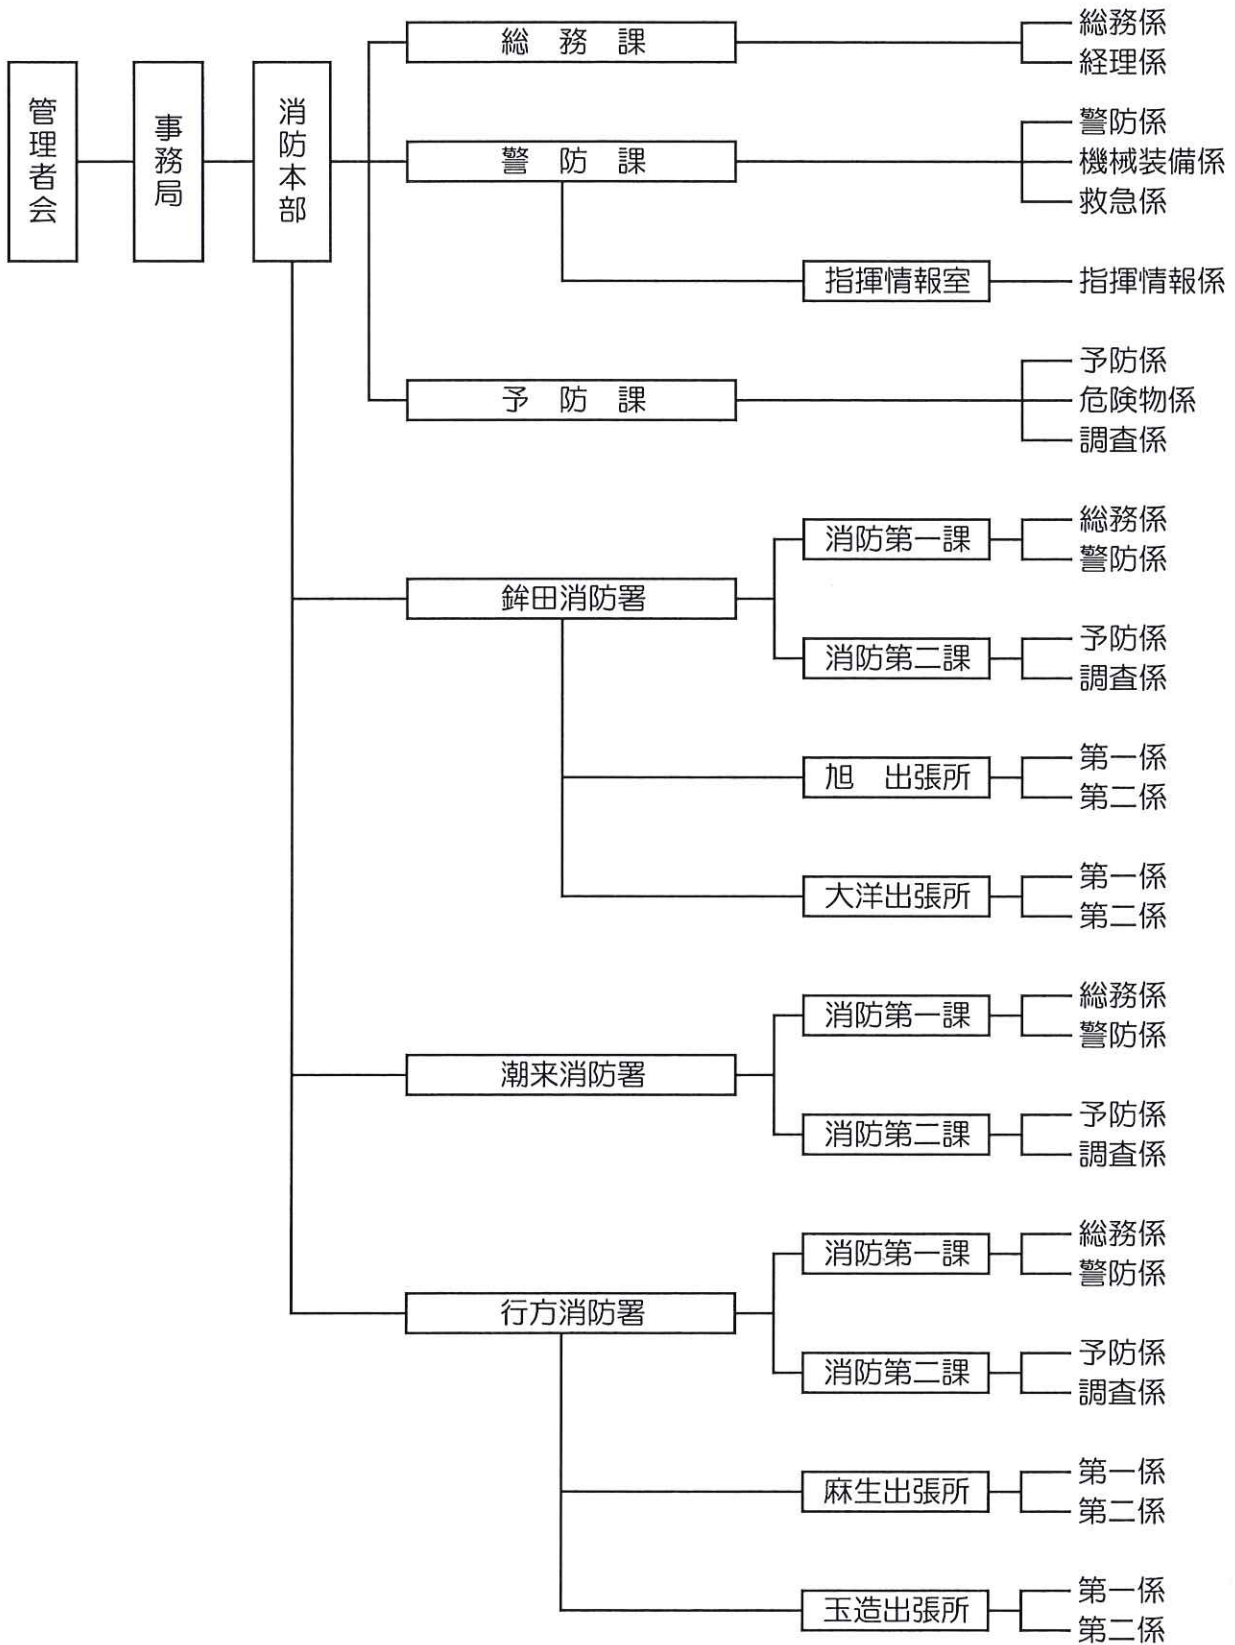 管理者会
事務局
消防本部
総　務　課
総務係
経理係
警　防　課
警防係
機械装備係
救急係
指揮情報室
指揮情報係
予　防　課
予防係
危険物係
調査係
鉾田消防署
消防第一課
総務係
警防係
消防第二課
予防係
調査係
旭　出張所
第一係
第二係
大洋出張所
第一係
第二係
潮来消防署
消防第一課
総務係
警防係
消防第二課
予防係
調査係
行方消防署
消防第一課
総務係
警防係
消防第二課
予防係
調査係
麻生出張所
第一係
第二係
玉造出張所
第一係
第二係